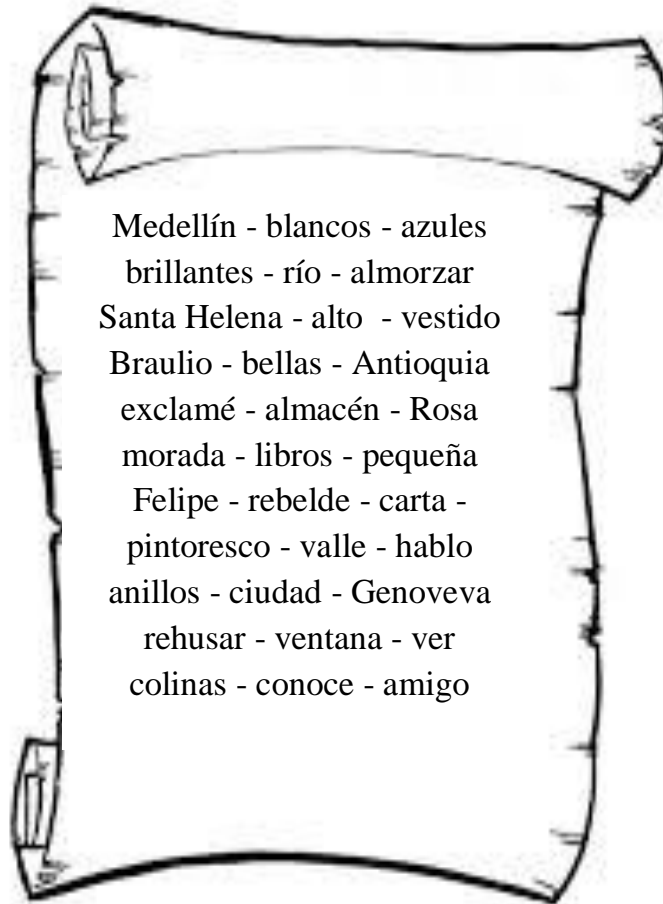 Medellín - blancos - azules
brillantes - río - almorzar
Santa Helena - alto - vestido
Braulio - bellas - Antioquia
exclamé - almacén - Rosa
morada - libros - pequeña
Felipe - rebelde - carta -
pintoresco - valle - hablo
anillos - ciudad - Genoveva
rehusar - ventana - ver
colinas - conoce - amigo